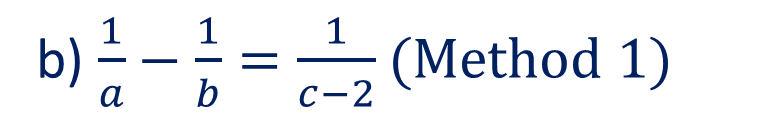 b) 1/a − 1/b = 1/(c−2) (Method 1)